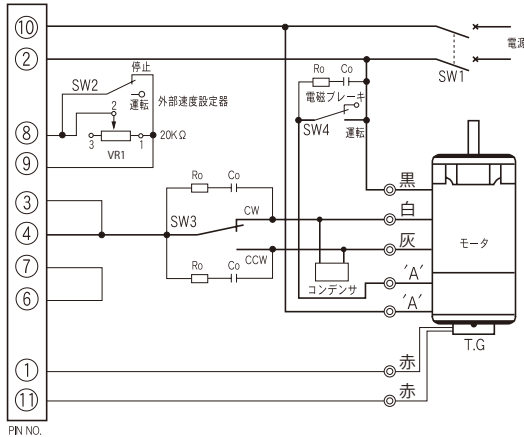 ⑩
電源
②
SW1
停止
SW2
運転
外部速度設定器
Ro Co
電磁ブレーキ
SW4 運転
⑧
2
3 1 20KΩ
VR1
⑨
黒
③
Ro Co
白
SW3 CW
④
灰
モータ
CCW
⑦
Ro Co
コンデンサ
'A'
⑥
'A'
T.G
①
赤
⑪
赤
PIN NO.